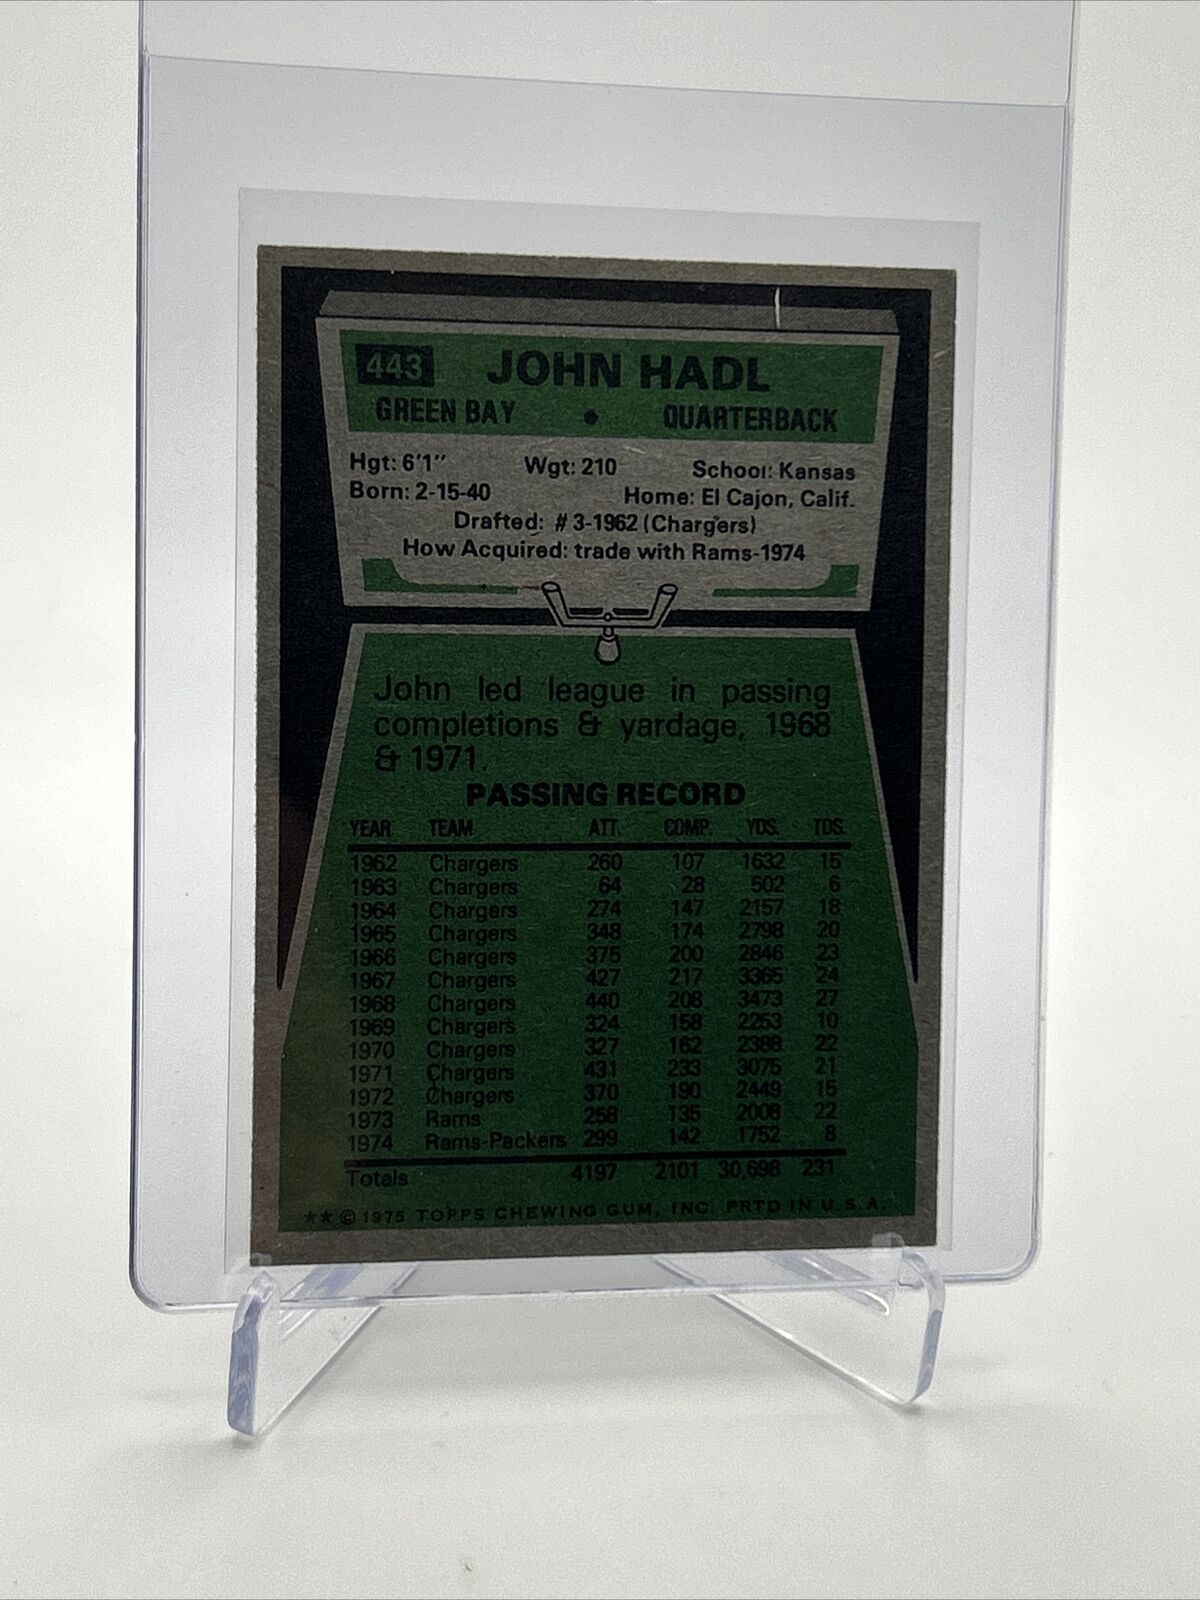 443 JOHN HADL
GREEN BAY • QUARTERBACK
Hgt: 6'1" Wgt: 210 School: Kansas
Born: 2-15-40 Home: El Cajon, Calif.
Drafted: #3-1962 (Chargers)
How Acquired: trade with Rams-1974
John led league in passing
completions & yardage, 1968
& 1971.
PASSING RECORD
YEAR TEAM ATT. COMP. YDS. TDS.
1962 Chargers 260 107 1632 15
1963 Chargers 64 28 502 6
1964 Chargers 274 147 2157 18
1965 Chargers 348 174 2798 20
1966 Chargers 375 200 2846 23
1967 Chargers 427 217 3365 24
1968 Chargers 440 208 3473 27
1969 Chargers 324 158 2253 10
1970 Chargers 327 162 2388 22
1971 Chargers 431 233 3075 21
1972 Chargers 370 190 2449 15
1973 Rams 258 135 2008 22
1974 Rams-Packers 299 142 1752 8
Totals 4197 2101 30,698 231
** © 1975 TOPPS CHEWING GUM, INC. PRTD IN U.S.A.